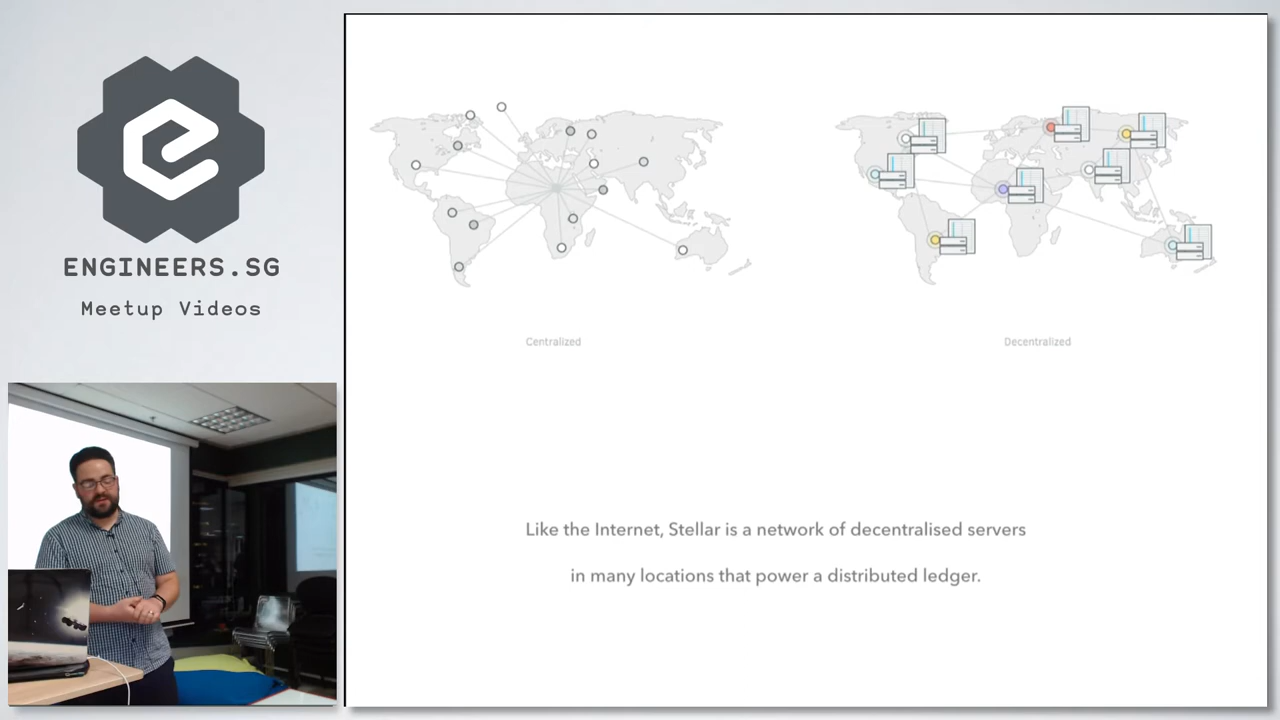 ENGINEERS.SG
Meetup Videos
Centralized
Decentralized
Like the Internet, Stellar is a network of decentralised servers
in many locations that power a distributed ledger.